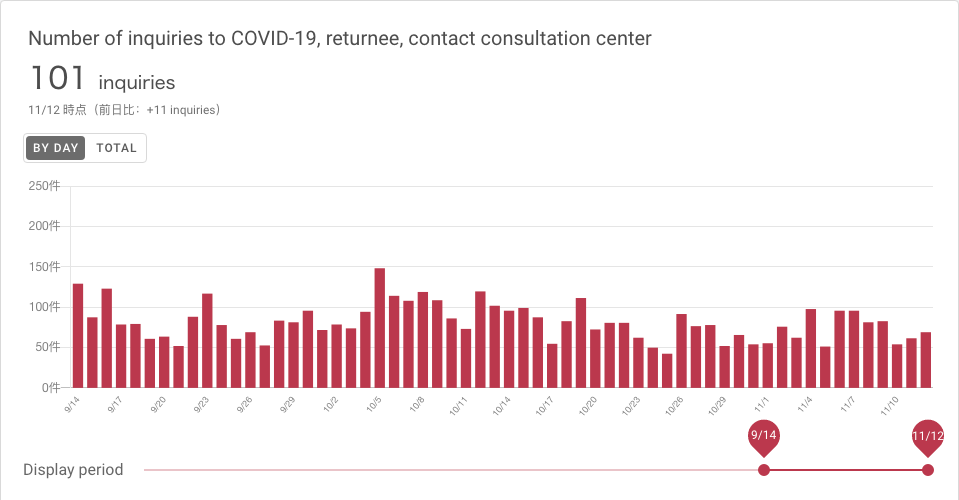 Number of inquiries to COVID-19, returnee, contact consultation center
101 inquiries
11/12 時点（前日比：+11 inquiries）
BY DAY TOTAL
250件
200件
150件
100件
50件
0件
9/14 9/17 9/20 9/23 9/26 9/29 10/2 10/5 10/8 10/11 10/14 10/17 10/20 10/23 10/26 10/29 11/1 11/4 11/7 11/10
9/14 11/12
Display period